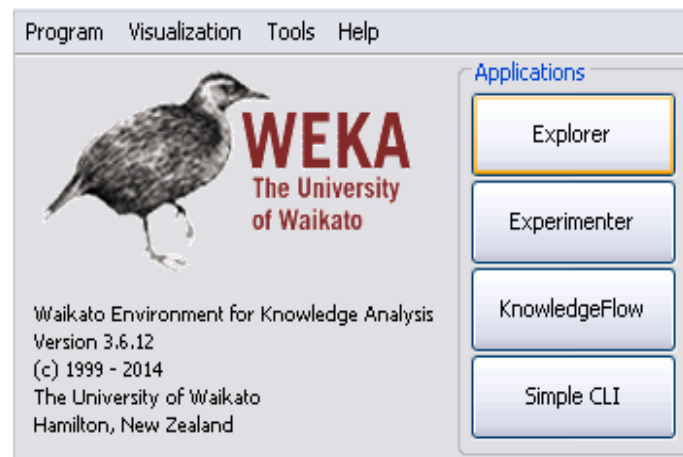 Program Visualization Tools Help
WEKA
The University
of Waikato
Waikato Environment for Knowledge Analysis
Version 3.6.12
(c) 1999 - 2014
The University of Waikato
Hamilton, New Zealand
Applications
Explorer
Experimenter
KnowledgeFlow
Simple CLI